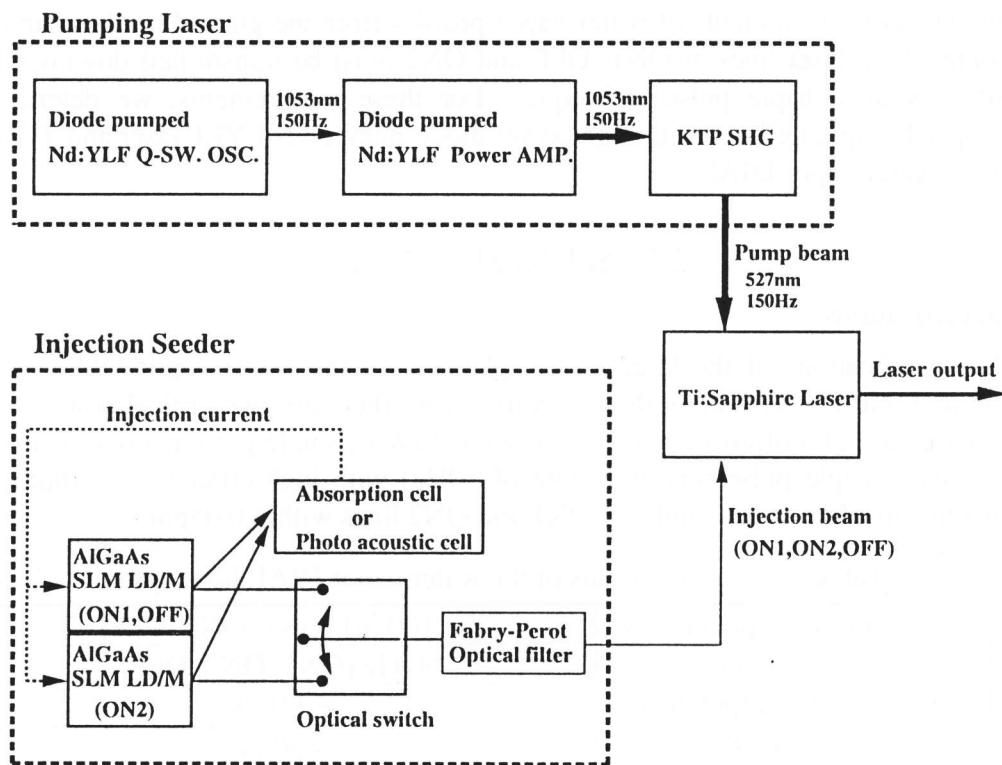 Pumping Laser
Diode pumped
Nd:YLF Q-SW. OSC.
1053nm
150Hz
Diode pumped
Nd:YLF Power AMP.
1053nm
150Hz
KTP SHG
Pump beam
527nm
150Hz
Ti:Sapphire Laser
Laser output
Injection Seeder
Injection current
Absorption cell
or
Photo acoustic cell
AlGaAs
SLM LD/M
(ON1,OFF)
AlGaAs
SLM LD/M
(ON2)
Optical switch
Fabry-Perot
Optical filter
Injection beam
(ON1,ON2,OFF)